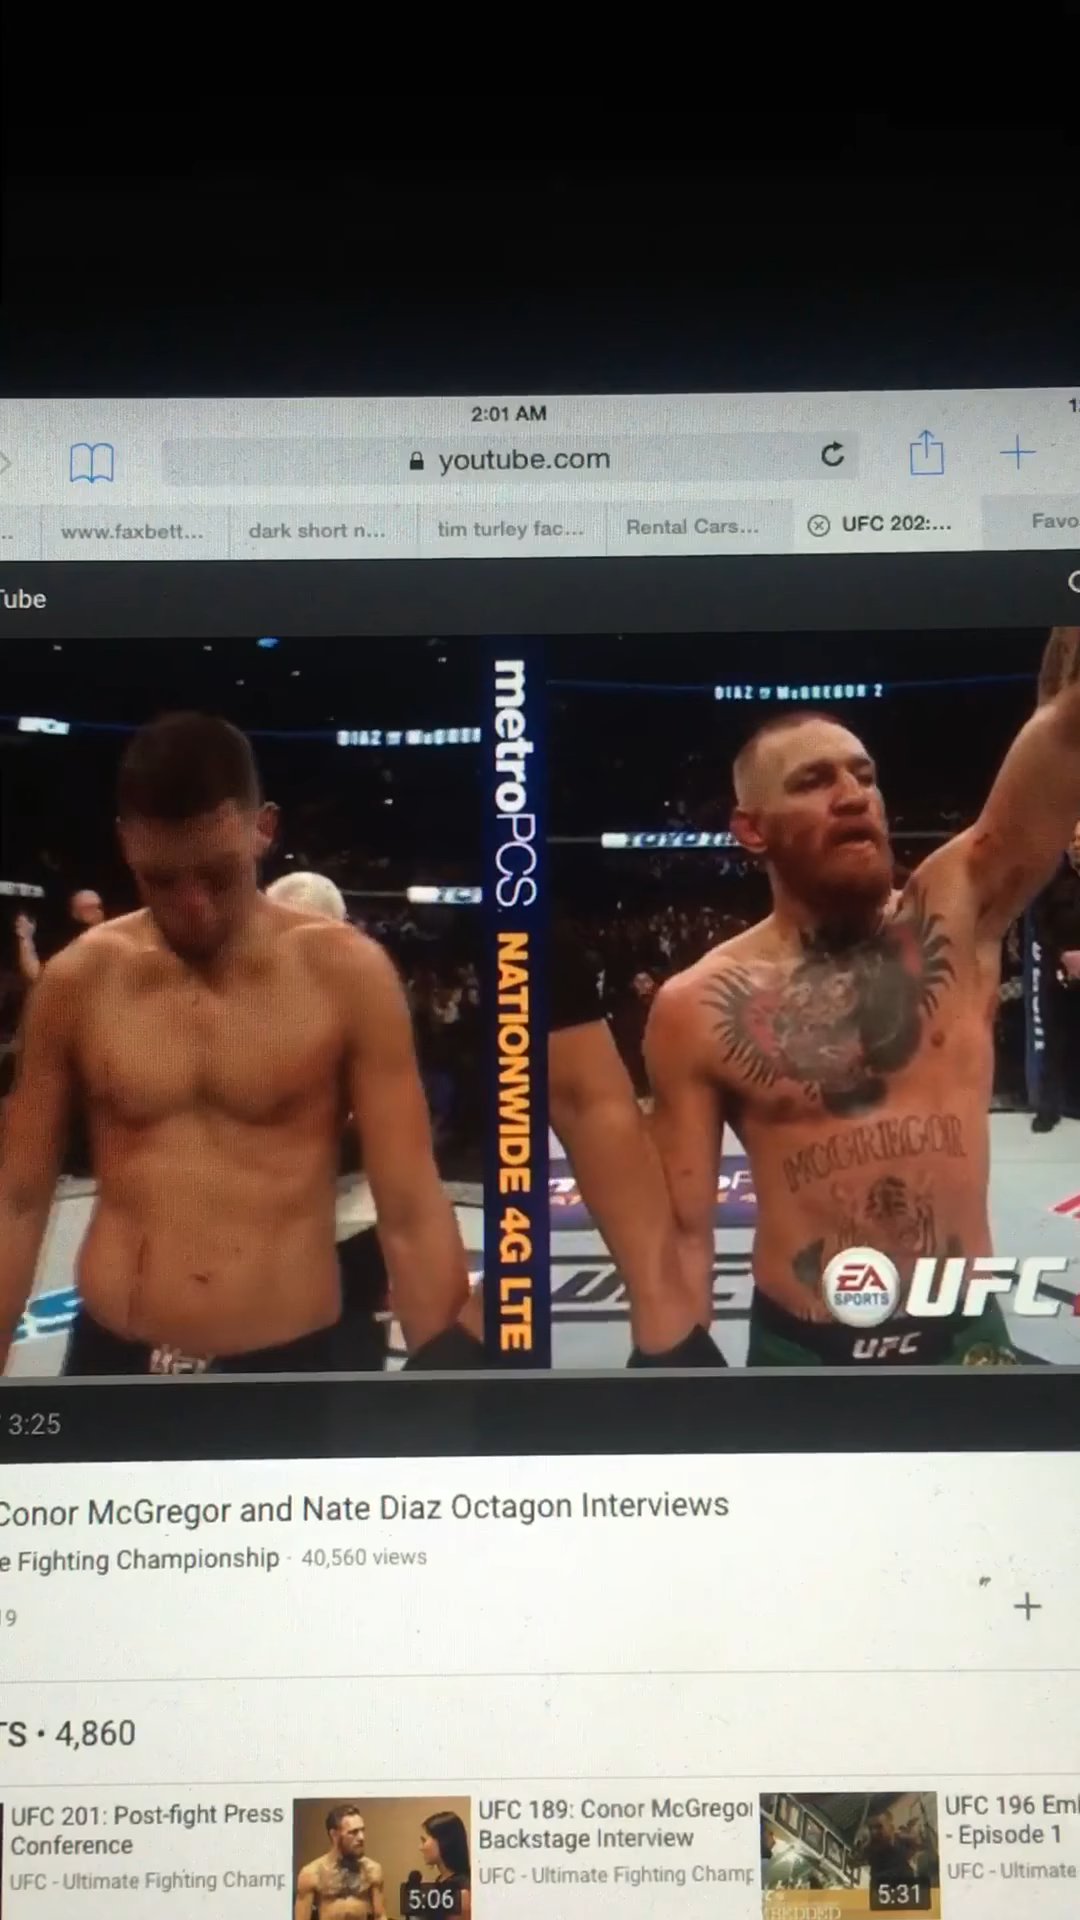 2:01 AM
youtube.com
www.faxbett...
dark short n...
tim turley fac...
Rental Cars...
UFC 202:...
Favo
Tube
metroPCS. NATIONWIDE 4G LTE
DIAZ
DIAZ McGREGOR 2
MCGREGOR
EA
SPORTS
UFC
UFC
3:25
Conor McGregor and Nate Diaz Octagon Interviews
e Fighting Championship · 40,560 views
19
TS • 4,860
UFC 201: Post-fight Press
Conference
UFC - Ultimate Fighting Champ
5:06
UFC 189: Conor McGregor
Backstage Interview
UFC - Ultimate Fighting Champ
5:31
UFC 196 Em
- Episode 1
UFC - Ultimate